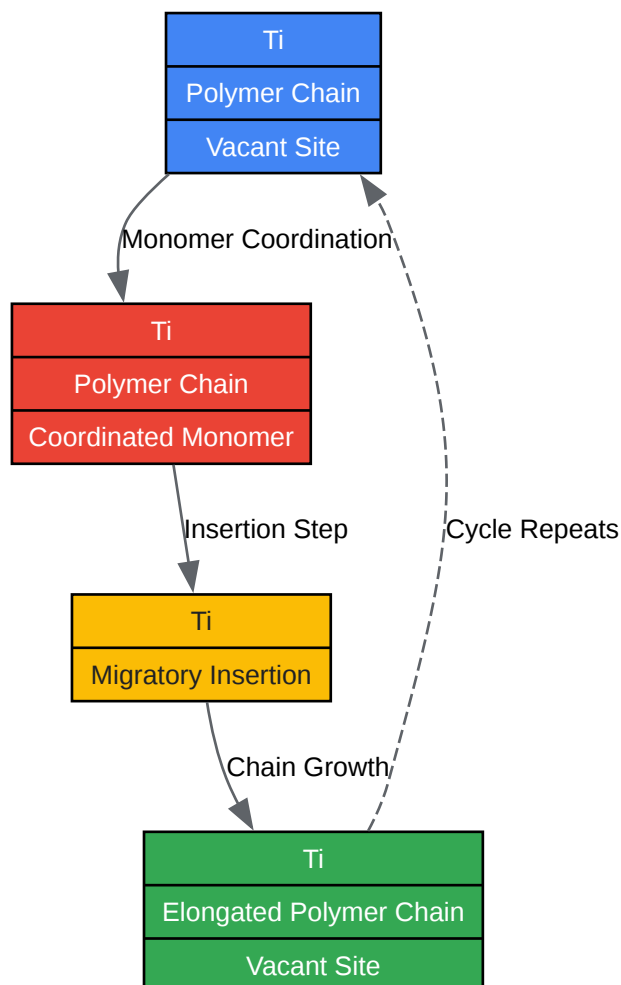 Ti
Polymer Chain
Vacant Site
Monomer Coordination
Ti
Polymer Chain
Coordinated Monomer
Insertion Step
Cycle Repeats
Ti
Migratory Insertion
Chain Growth
Ti
Elongated Polymer Chain
Vacant Site